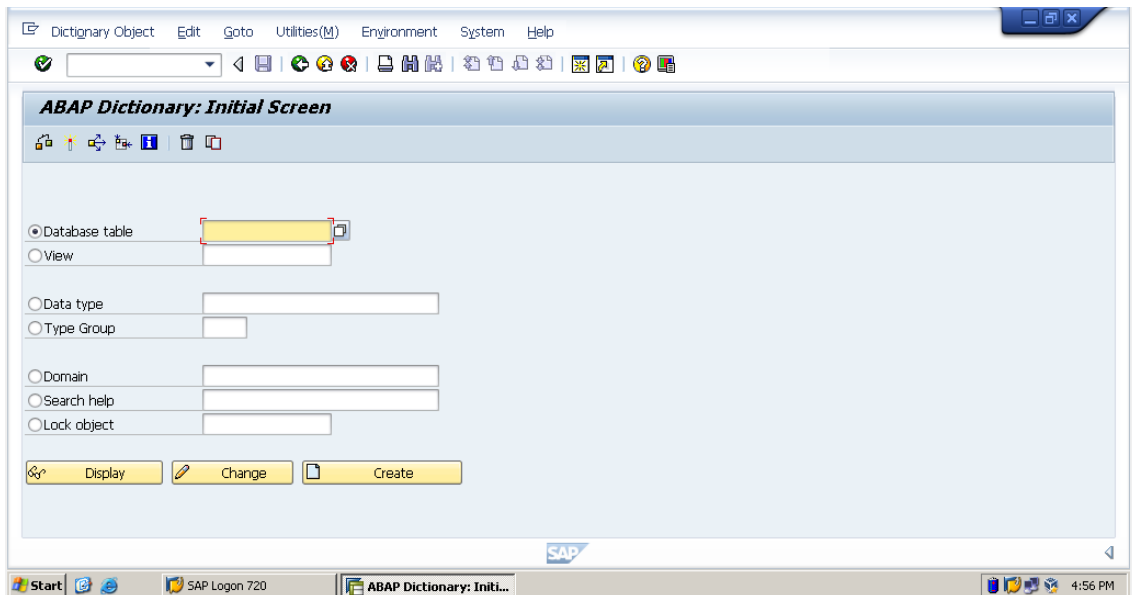 Dictionary Object Edit Goto Utilities(M) Environment System Help
ABAP Dictionary: Initial Screen
Database table
View
Data type
Type Group
Domain
Search help
Lock object
Display Change Create
SAP
Start SAP Logon 720 ABAP Dictionary: Initi... 4:56 PM